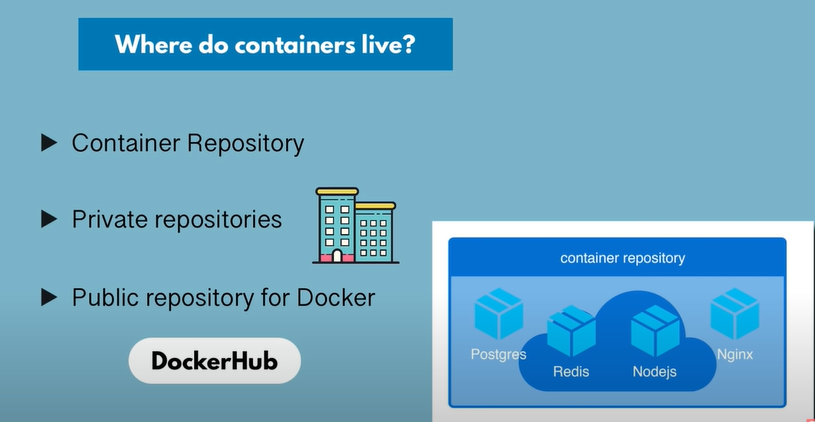 Where do containers live?
Container Repository
Private repositories
Public repository for Docker
DockerHub
container repository
Postgres
Redis
Nodejs
Nginx